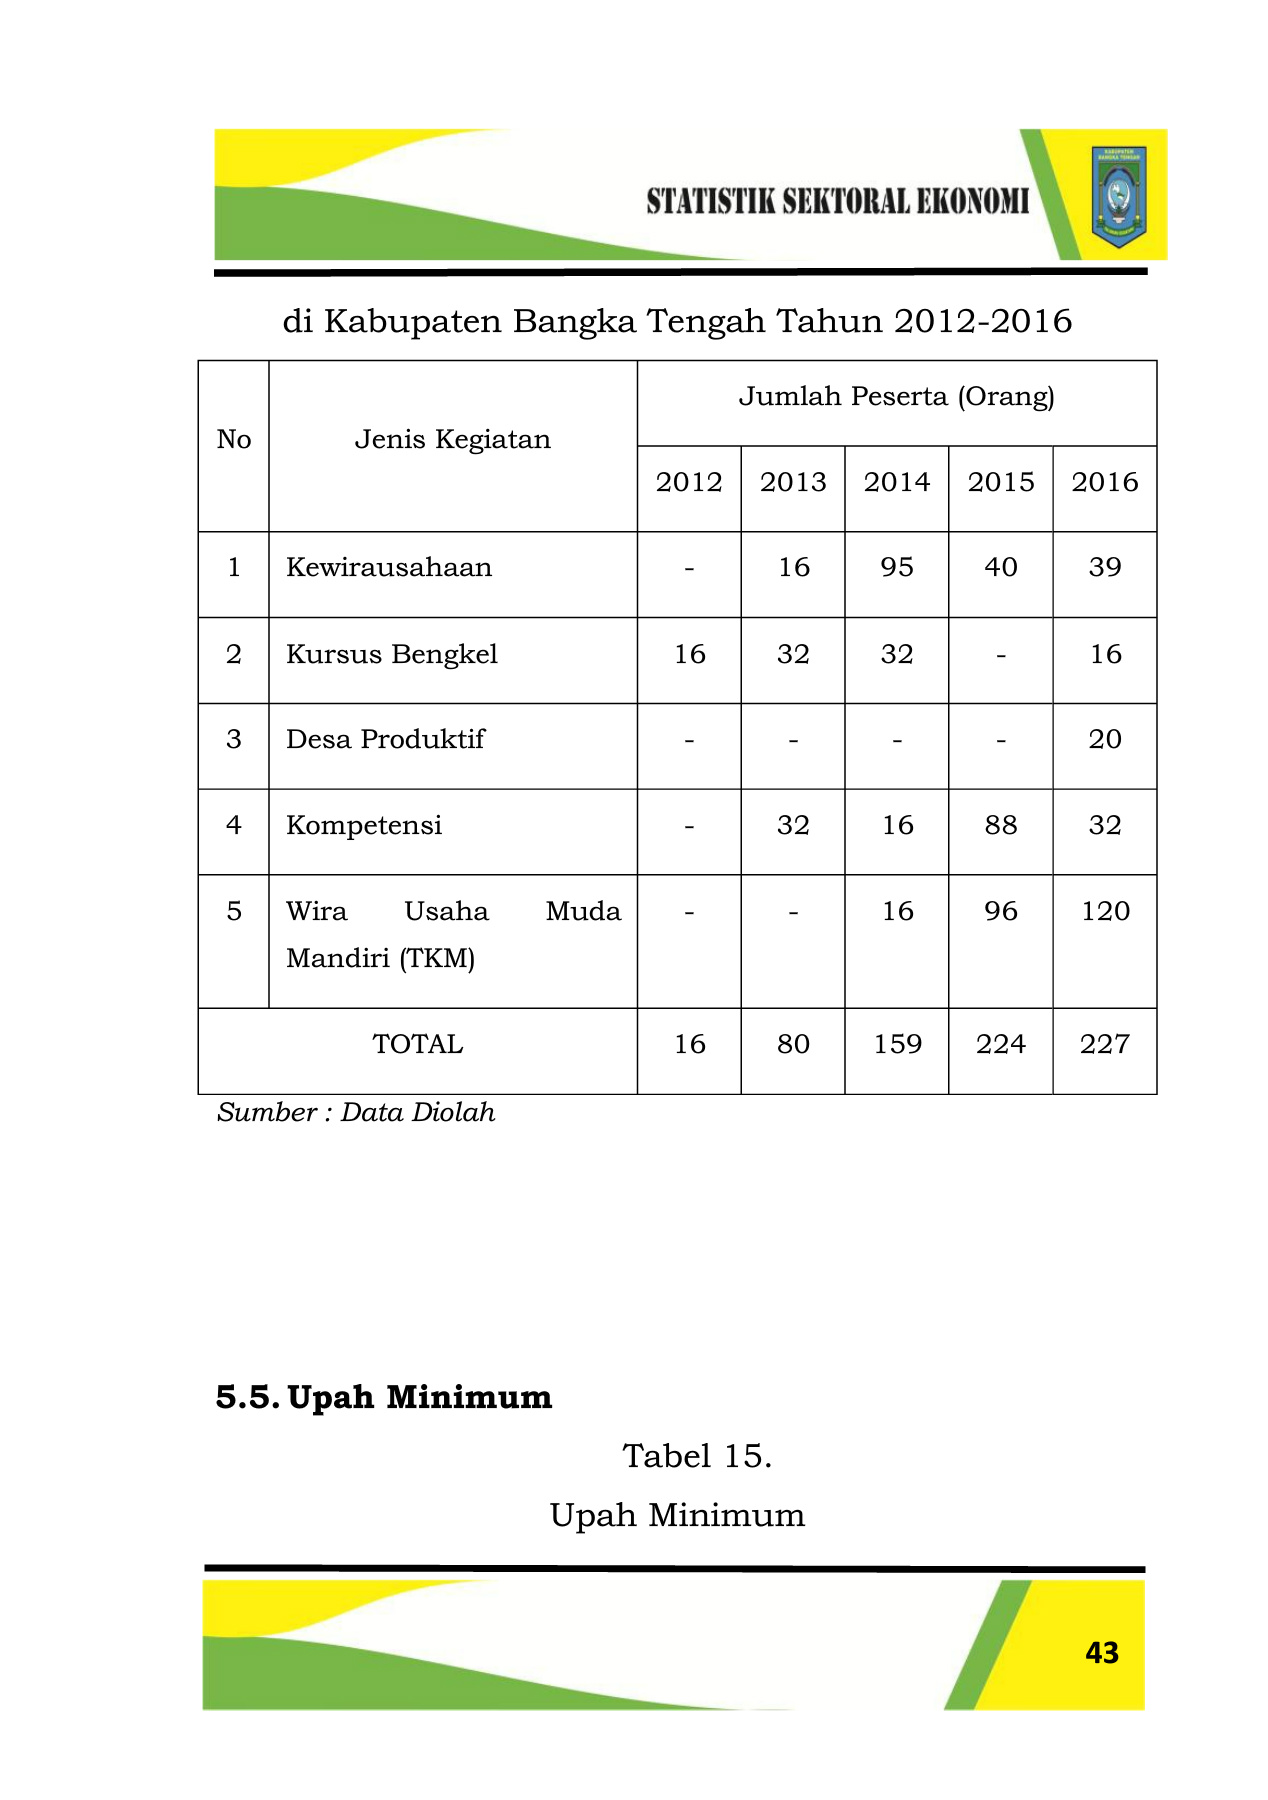 KABUPATEN
BANGKA TENGAH
STATISTIK SEKTORAL EKONOMI
di Kabupaten Bangka Tengah Tahun 2012-2016
No Jenis Kegiatan Jumlah Peserta (Orang)
2012 2013 2014 2015 2016
1 Kewirausahaan - 16 95 40 39
2 Kursus Bengkel 16 32 32 - 16
3 Desa Produktif - - - - 20
4 Kompetensi - 32 16 88 32
5 Wira Usaha Muda - - 16 96 120
Mandiri (TKM)
TOTAL 16 80 159 224 227
Sumber : Data Diolah
5.5. Upah Minimum
Tabel 15.
Upah Minimum
43